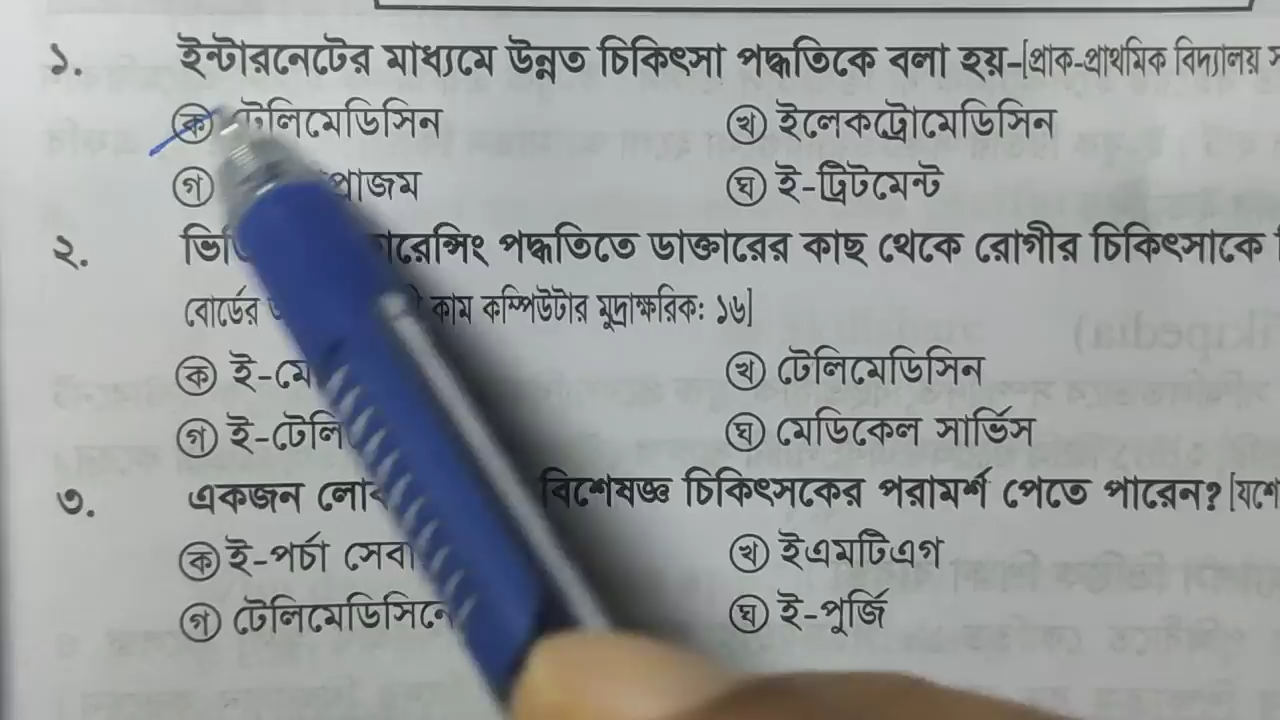 ১. ইন্টারনেটের মাধ্যমে উন্নত চিকিৎসা পদ্ধতিকে বলা হয়-[প্রাক-প্রাথমিক বিদ্যালয়
ক টেলিমেডিসিন খ ইলেকট্রোমেডিসিন
গ প্রাজম ঘ ই-ট্রিটমেন্ট
২. পদ্ধতিতে ডাক্তারের কাছ থেকে রোগীর চিকিৎসাকে
বোর্ডের কাম কম্পিউটার মুদ্রাক্ষরিক: ১৬]
ক ই-মে খ টেলিমেডিসিন
গ ই-টেলি ঘ মেডিকেল সার্ভিস
৩. একজন বিশেষজ্ঞ চিকিৎসকের পরামর্শ পেতে পারেন?
ক ই-পর্চা সেবা খ ইএমটিএগ
গ টেলিমেডিসিনে ঘ ই-পুর্জি